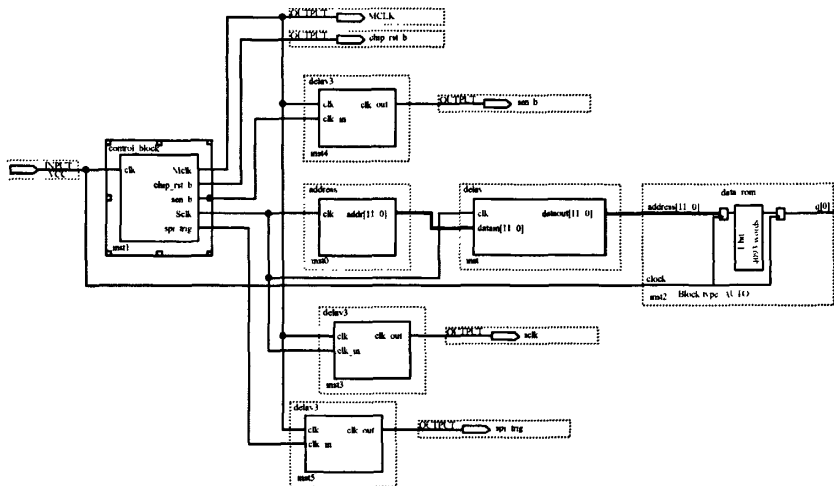 OUTPUT MCLK
OUTPUT chip_rst_b
delay3
clk clk_out
clk_in
inst4
OUTPUT sen_b
control_block
clk Mclk
chip_rst_b
sen_b
Sclk
spi_trig
inst1
INPUT
VCC
address
clk addr[11..0]
inst0
delay
clk dataout[11..0]
datain[11..0]
inst
data_rom
address[11..0]
q[0]
1 bit
words
clock
inst2 Block type
delay3
clk clk_out
clk_in
inst3
OUTPUT sclk
delay3
clk clk_out
clk_in
inst5
OUTPUT spi_trig